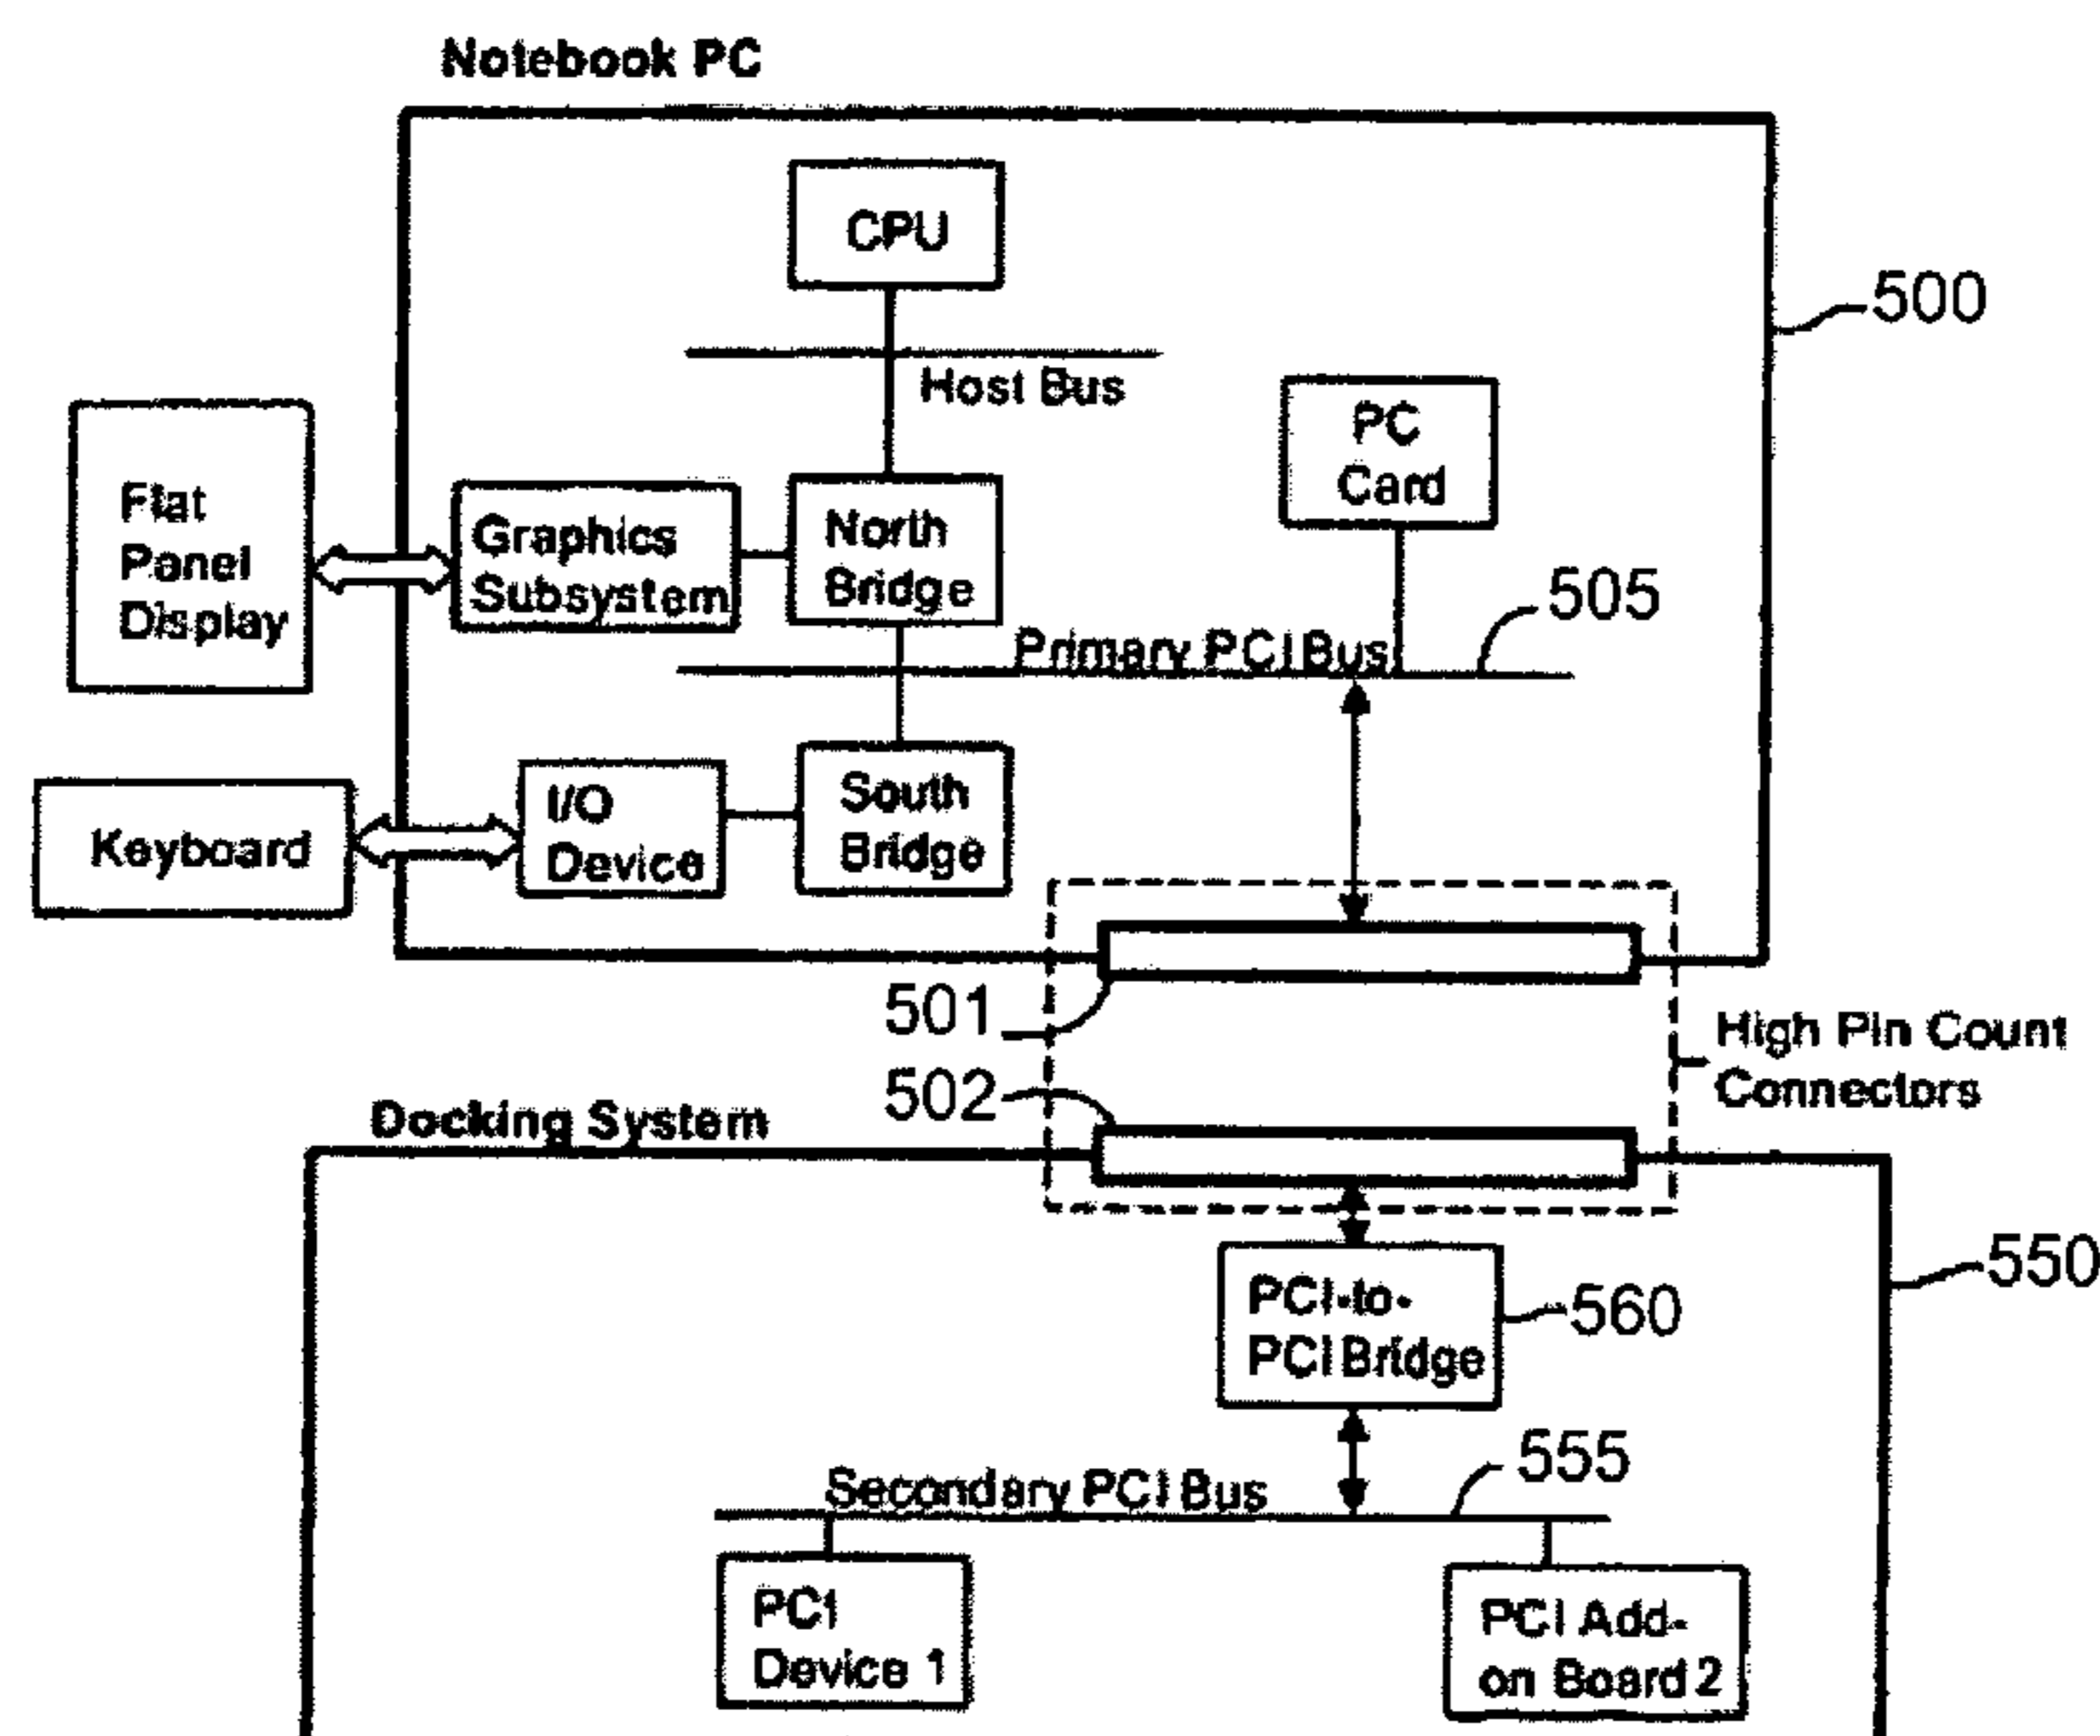 Notebook PC
CPU
500
Host Bus
PC
Card
Flat
Panel
Display
Graphics
Subsystem
North
Bridge
505
Primary PCI Bus
Keyboard
I/O
Device
South
Bridge
501
High Pin Count
Connectors
502
Docking System
550
PCI-to-
PCI Bridge
560
555
Secondary PCI Bus
PCI
Device 1
PCI Add-
on Board 2